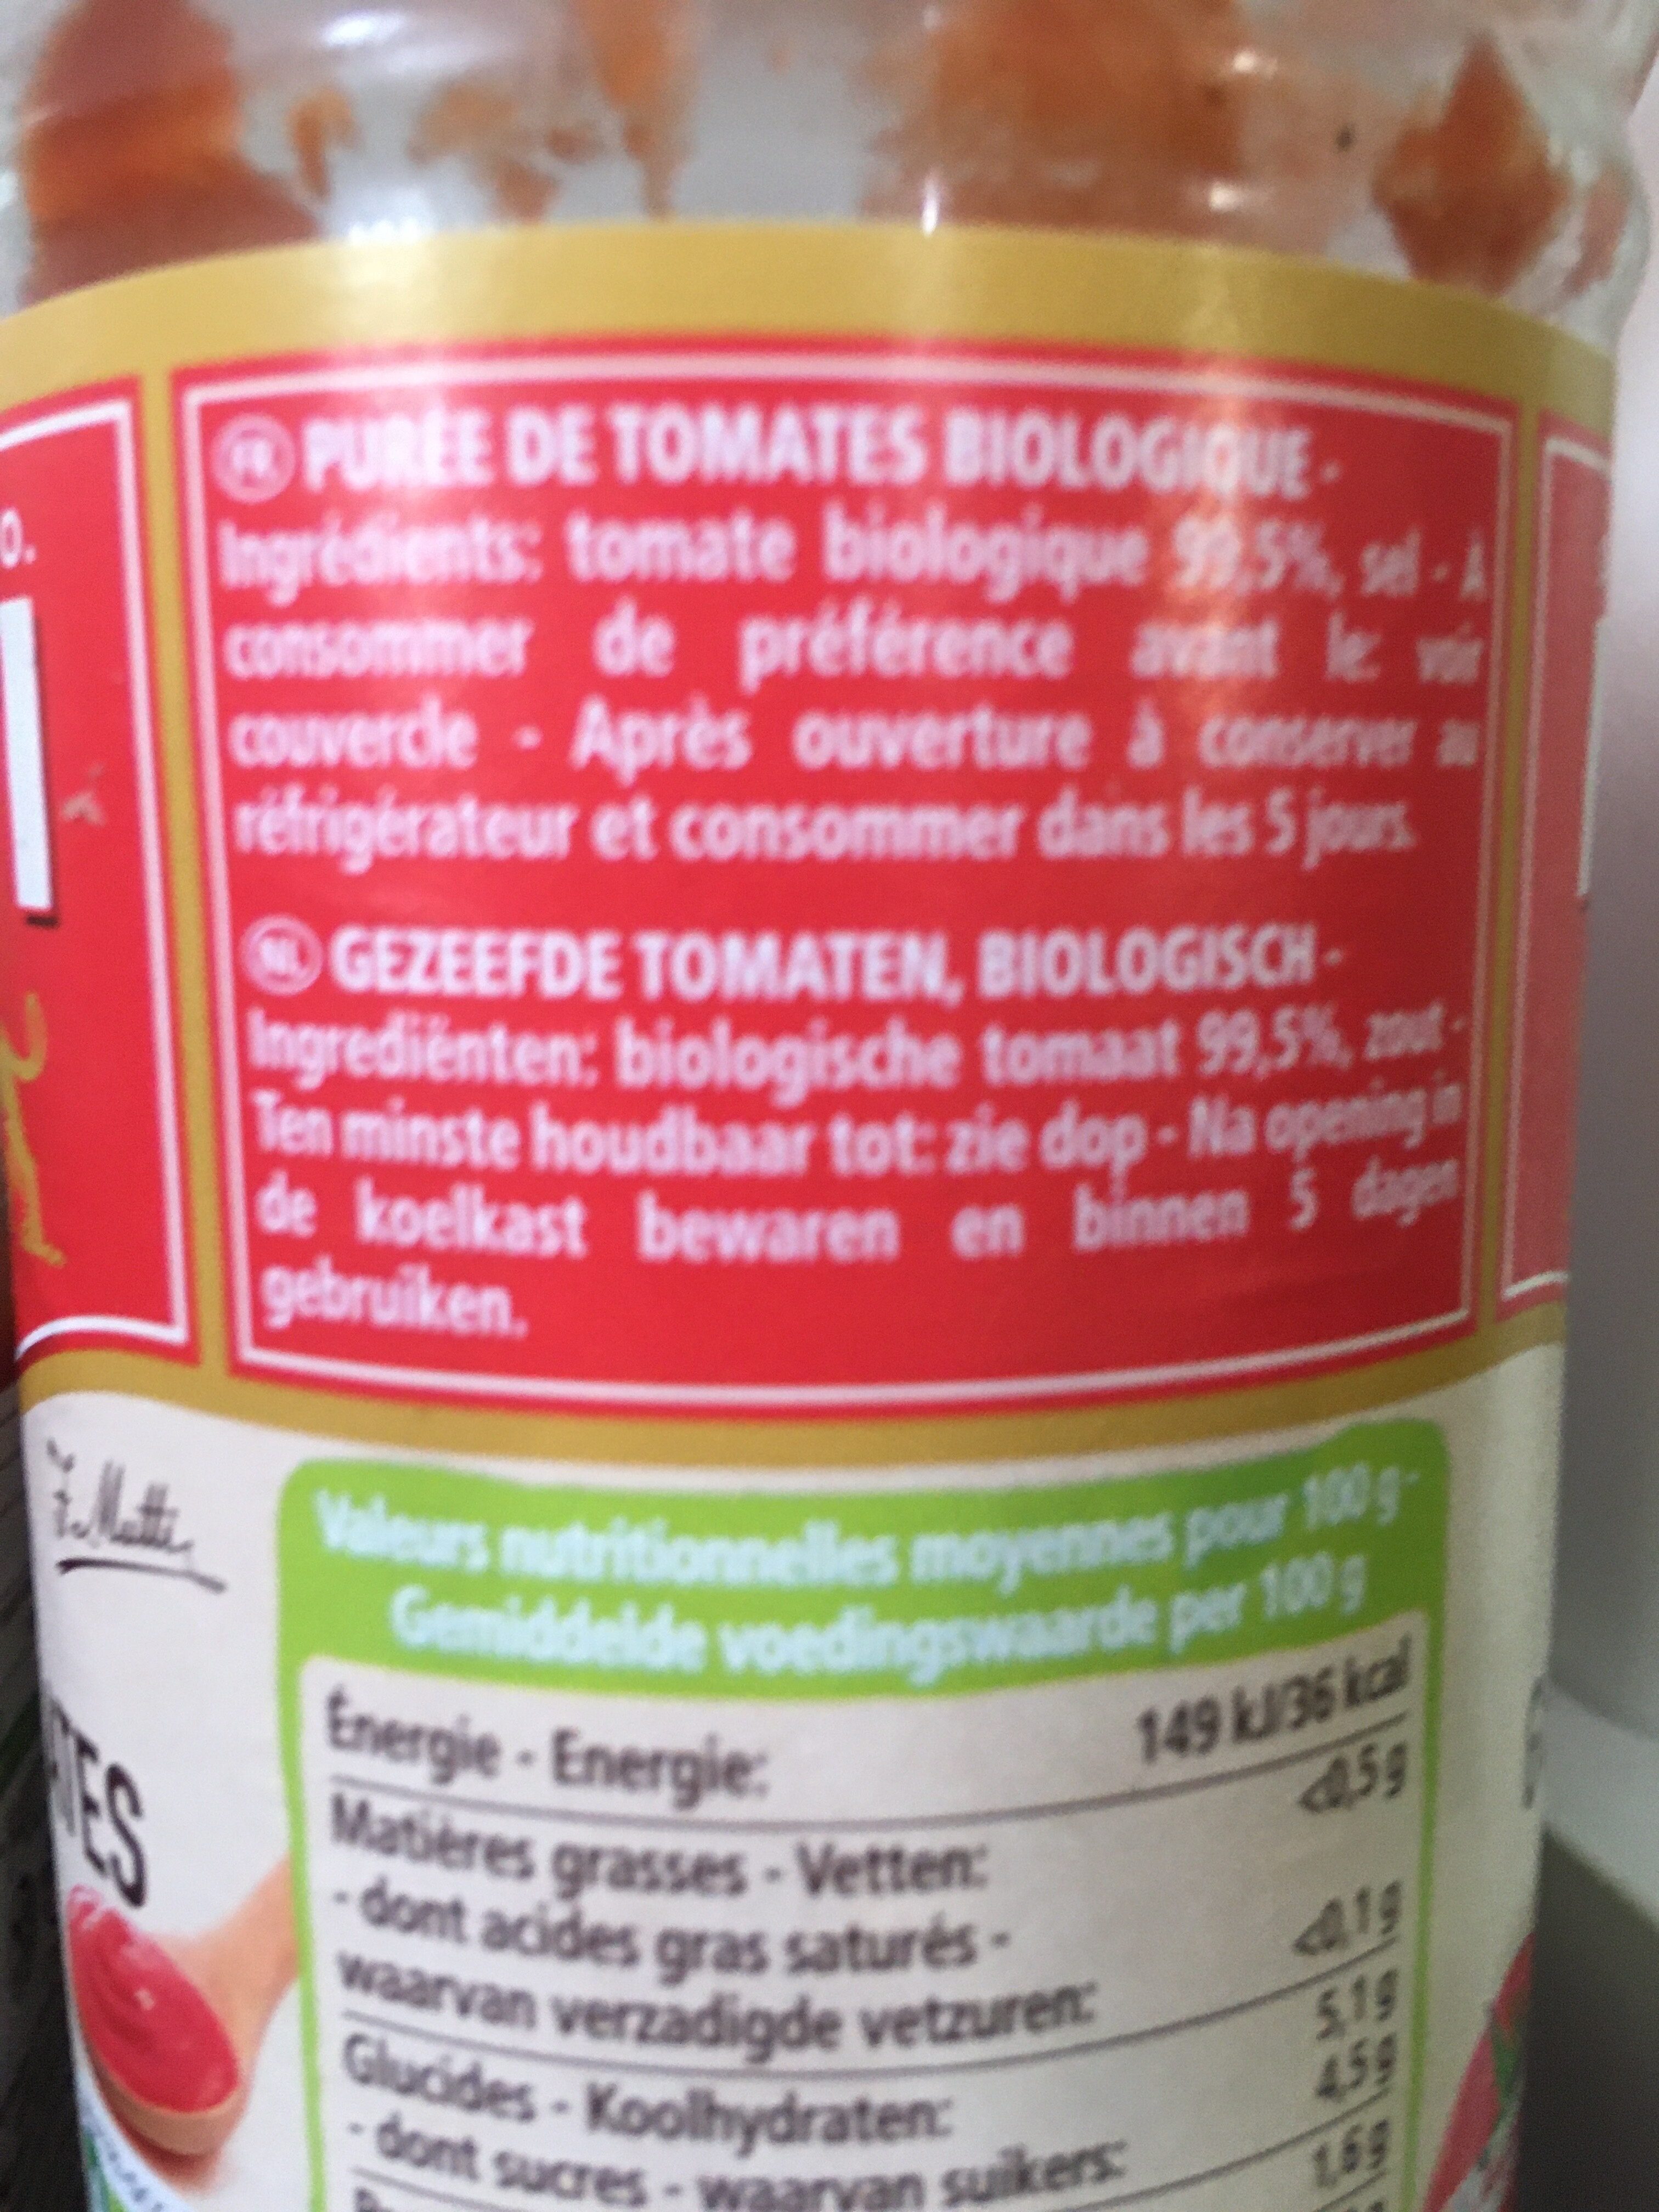 O.
FR PURÉE DE TOMATES BIOLOGIQUE -
Ingrédients: tomate biologique 99,5%, sel - À
consommer de préférence avant le: voir
couvercle - Après ouverture à conserver au
réfrigérateur et consommer dans les 5 jours.
NL GEZEEFDE TOMATEN, BIOLOGISCH -
Ingrediënten: biologische tomaat 99,5%, zout -
Ten minste houdbaar tot: zie dop - Na opening in
de koelkast bewaren en binnen 5 dagen
gebruiken.
Mutti
Valeurs nutritionnelles moyennes pour 100 g -
Gemiddelde voedingswaarde per 100 g
Énergie - Energie: 149 kJ/36 kcal
Matières grasses - Vetten: <0,5 g
- dont acides gras saturés -
waarvan verzadigde vetzuren: <0,1 g
Glucides - Koolhydraten: 5,1 g
- dont sucres - waarvan suikers: 4,5 g
1,6 g
TES